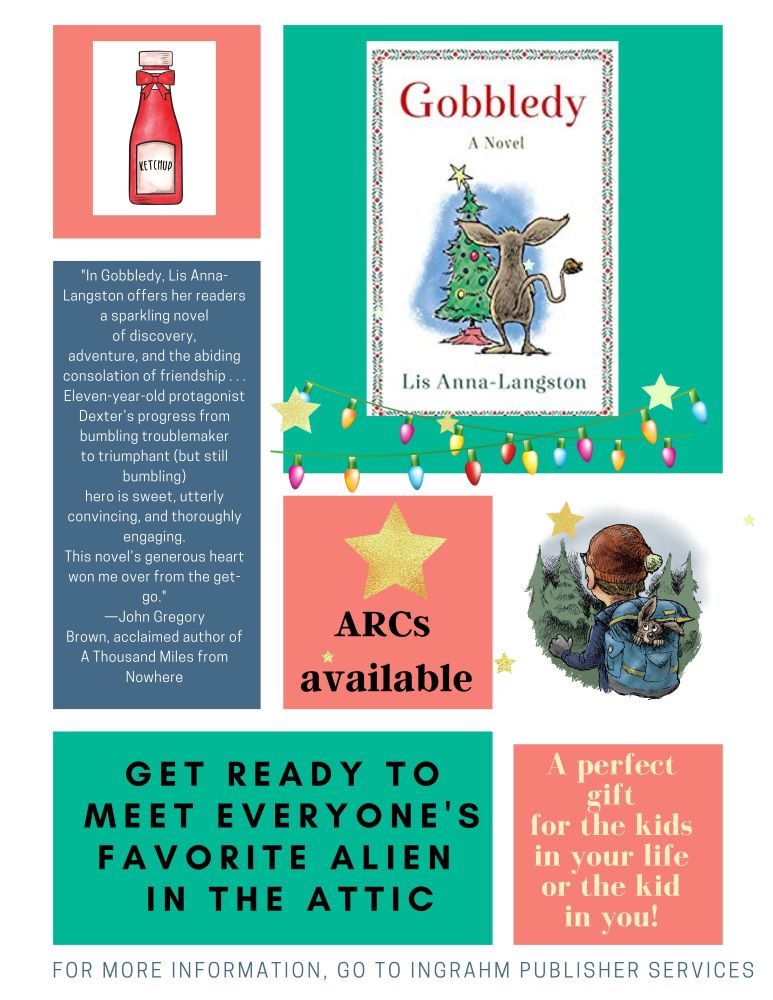 KETCHUP
Gobbledy
A Novel
Lis Anna-Langston
"In Gobbledy, Lis Anna-
Langston offers her readers
a sparkling novel
of discovery,
adventure, and the abiding
consolation of friendship . . .
Eleven-year-old protagonist
Dexter's progress from
bumbling troublemaker
to triumphant (but still
bumbling)
hero is sweet, utterly
convincing, and thoroughly
engaging.
This novel's generous heart
won me over from the get-
go."
—John Gregory
Brown, acclaimed author of
A Thousand Miles from
Nowhere
ARCs
available
GET READY TO
MEET EVERYONE'S
FAVORITE ALIEN
IN THE ATTIC
A perfect
gift
for the kids
in your life
or the kid
in you!
FOR MORE INFORMATION, GO TO INGRAHM PUBLISHER SERVICES